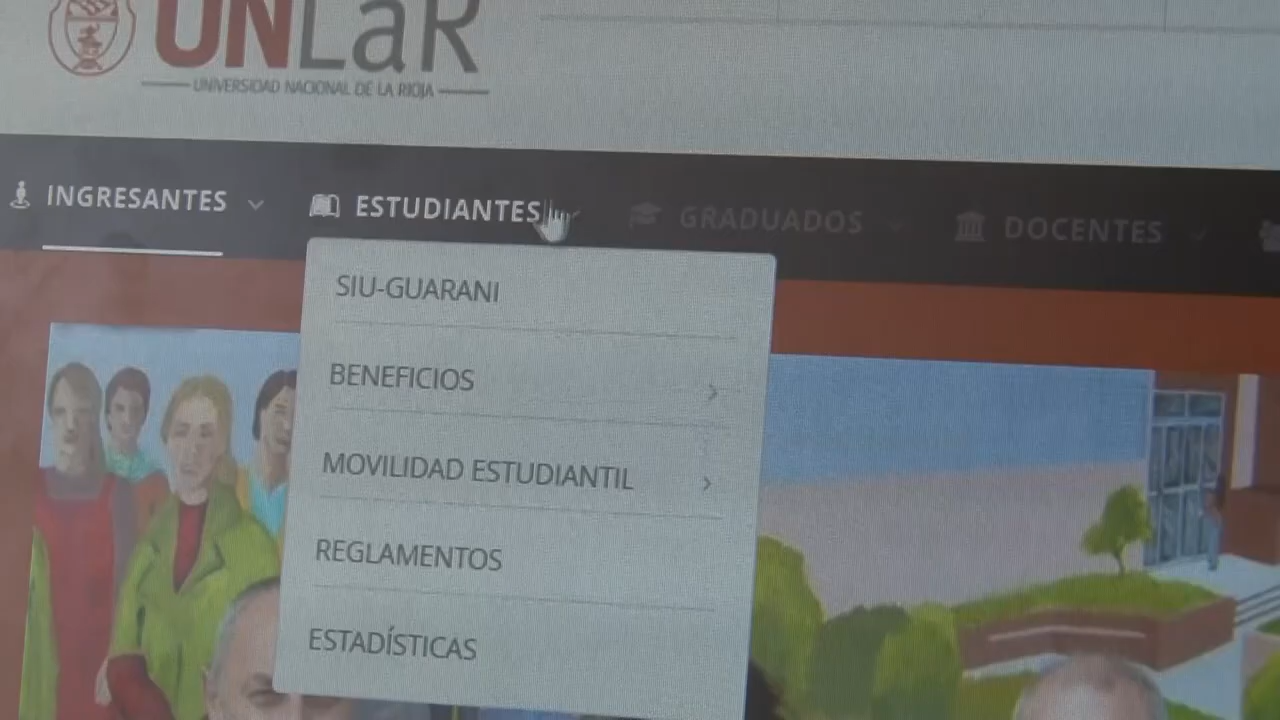 UNLaR
UNIVERSIDAD NACIONAL DE LA RIOJA
INGRESANTES
ESTUDIANTES
GRADUADOS
DOCENTES
SIU-GUARANI
BENEFICIOS
MOVILIDAD ESTUDIANTIL
REGLAMENTOS
ESTADÍSTICAS